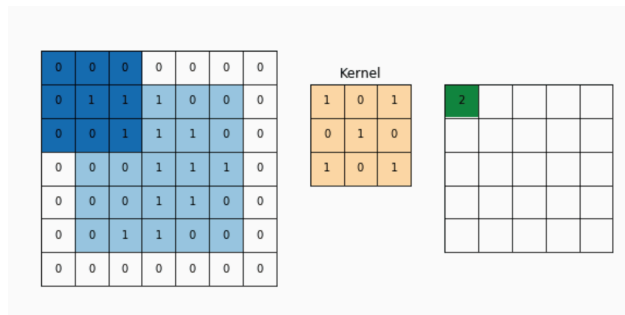 0 0 0 0 0 0 0
Kernel
0 1 1 1 0 0 0 1 0 1 2
0 0 1 1 1 0 0 0 1 0
0 0 0 1 1 1 0 1 0 1
0 0 0 1 1 0 0
0 0 1 1 0 0 0
0 0 0 0 0 0 0